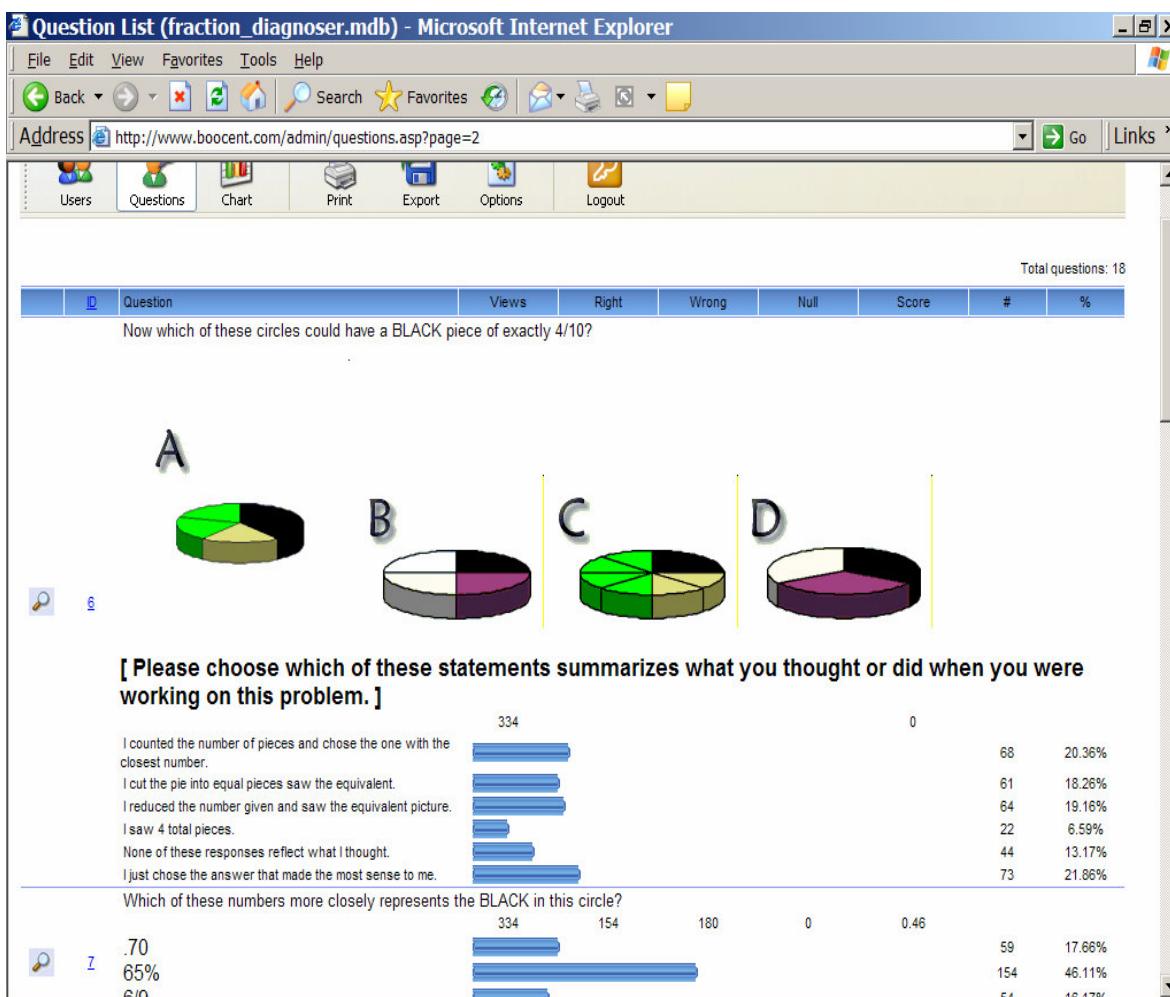 Question List (fraction_diagnoser.mdb) - Microsoft Internet Explorer
File Edit View Favorites Tools Help
Back Search Favorites
Address http://www.boocent.com/admin/questions.asp?page=2 Go Links »
Users Questions Chart Print Export Options Logout
Total questions: 18
ID Question Views Right Wrong Null Score # %
Now which of these circles could have a BLACK piece of exactly 4/10?
A
B C D
6
[ Please choose which of these statements summarizes what you thought or did when you were
working on this problem. ]
334 0
I counted the number of pieces and chose the one with the
closest number. 68 20.36%
I cut the pie into equal pieces saw the equivalent. 61 18.26%
I reduced the number given and saw the equivalent picture. 64 19.16%
I saw 4 total pieces. 22 6.59%
None of these responses reflect what I thought. 44 13.17%
I just chose the answer that made the most sense to me. 73 21.86%
Which of these numbers more closely represents the BLACK in this circle?
334 154 180 0 0.46
.70 59 17.66%
7
65% 154 46.11%
6/9 54 16.17%